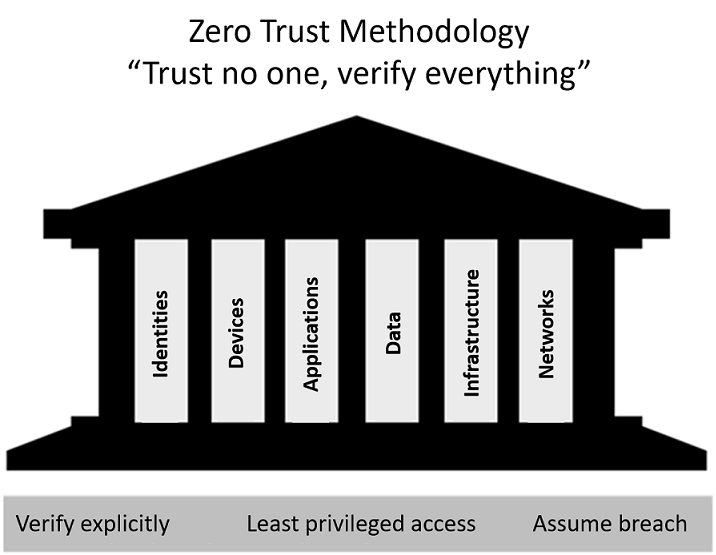 Zero Trust Methodology
“Trust no one, verify everything”
Identities
Devices
Applications
Data
Infrastructure
Networks
Verify explicitly
Least privileged access
Assume breach